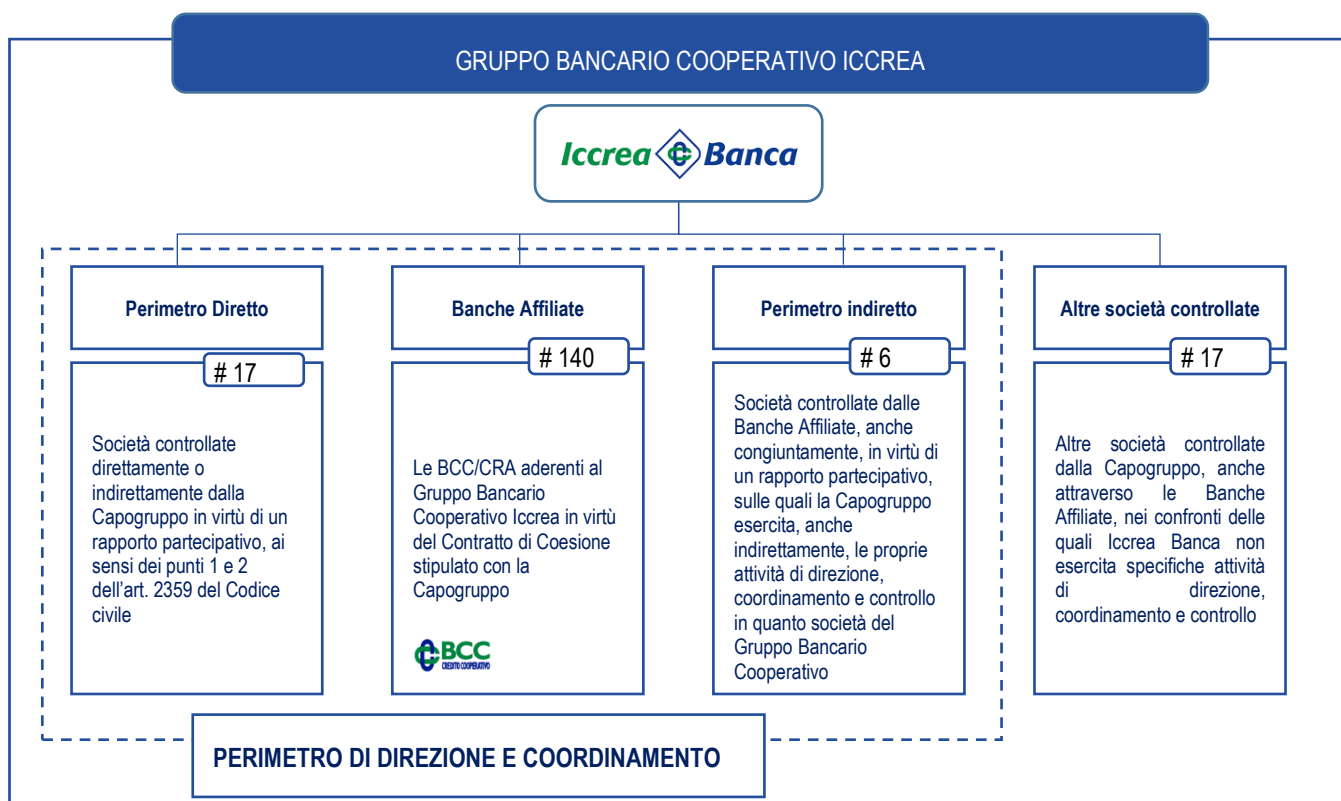 GRUPPO BANCARIO COOPERATIVO ICCREA
Iccrea Banca
Perimetro Diretto
# 17
Società controllate
direttamente o
indirettamente dalla
Capogruppo in virtù di un
rapporto partecipativo, ai
sensi dei punti 1 e 2
dell'art. 2359 del Codice
civile
Banche Affiliate
# 140
Le BCC/CRA aderenti al
Gruppo Bancario
Cooperativo Iccrea in virtù
del Contratto di Coesione
stipulato con la
Capogruppo
BCC
CREDITO COOPERATIVO
Perimetro indiretto
# 6
Società controllate dalle
Banche Affiliate, anche
congiuntamente, in virtù di
un rapporto partecipativo,
sulle quali la Capogruppo
esercita, anche
indirettamente, le proprie
attività di direzione,
coordinamento e controllo
in quanto società del
Gruppo Bancario
Cooperativo
Altre società controllate
# 17
Altre società controllate
dalla Capogruppo, anche
attraverso le Banche
Affiliate, nei confronti delle
quali Iccrea Banca non
esercita specifiche attività
di direzione,
coordinamento e controllo
PERIMETRO DI DIREZIONE E COORDINAMENTO